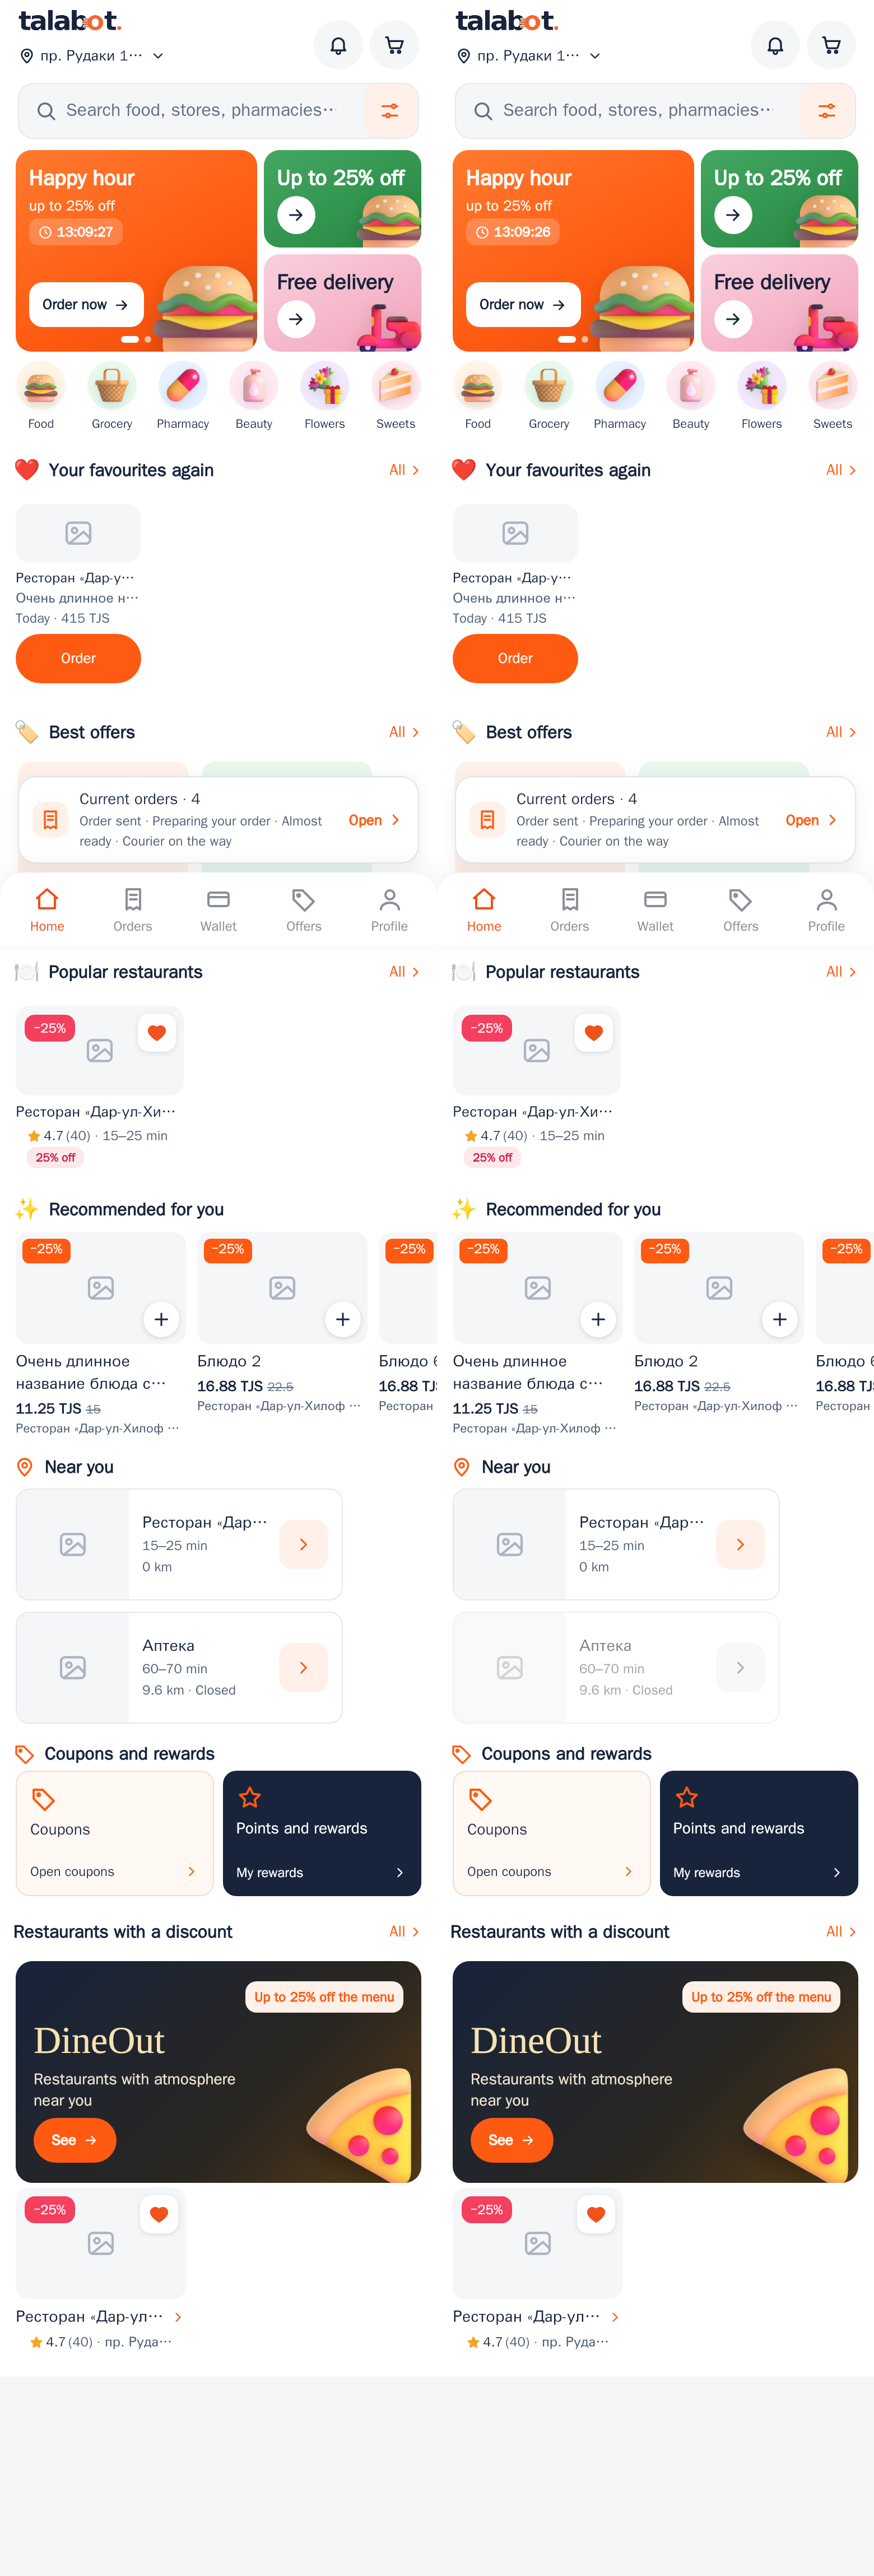 talabot.
пр. Рудаки 1…
Search food, stores, pharmacies…
Happy hour
up to 25% off
13:09:27
Order now
Up to 25% off
Free delivery
Food
Grocery
Pharmacy
Beauty
Flowers
Sweets
Your favourites again
All
Ресторан «Дар-у…
Очень длинное н…
Today · 415 TJS
Order
Best offers
All
Current orders · 4
Order sent · Preparing your order · Almost
ready · Courier on the way
Open
Home
Orders
Wallet
Offers
Profile
Popular restaurants
All
−25%
Ресторан «Дар-ул-Хи…
4.7 (40) · 15–25 min
25% off
Recommended for you
−25%
−25%
−25%
Очень длинное
название блюда с…
11.25 TJS 15
Ресторан «Дар-ул-Хилоф …
Блюдо 2
16.88 TJS 22.5
Ресторан «Дар-ул-Хилоф …
Блюдо 6
16.88 TJS
Ресторан
Near you
Ресторан «Дар…
15–25 min
0 km
Аптека
60–70 min
9.6 km · Closed
Coupons and rewards
Coupons
Open coupons
Points and rewards
My rewards
Restaurants with a discount
All
Up to 25% off the menu
DineOut
Restaurants with atmosphere
near you
See
−25%
Ресторан «Дар-ул…
4.7 (40) · пр. Руда…
talabot.
пр. Рудаки 1…
Search food, stores, pharmacies…
Happy hour
up to 25% off
13:09:26
Order now
Up to 25% off
Free delivery
Food
Grocery
Pharmacy
Beauty
Flowers
Sweets
Your favourites again
All
Ресторан «Дар-у…
Очень длинное н…
Today · 415 TJS
Order
Best offers
All
Current orders · 4
Order sent · Preparing your order · Almost
ready · Courier on the way
Open
Home
Orders
Wallet
Offers
Profile
Popular restaurants
All
−25%
Ресторан «Дар-ул-Хи…
4.7 (40) · 15–25 min
25% off
Recommended for you
−25%
−25%
−25%
Очень длинное
название блюда с…
11.25 TJS 15
Ресторан «Дар-ул-Хилоф …
Блюдо 2
16.88 TJS 22.5
Ресторан «Дар-ул-Хилоф …
Блюдо 6
16.88 TJS
Ресторан
Near you
Ресторан «Дар…
15–25 min
0 km
Аптека
60–70 min
9.6 km · Closed
Coupons and rewards
Coupons
Open coupons
Points and rewards
My rewards
Restaurants with a discount
All
Up to 25% off the menu
DineOut
Restaurants with atmosphere
near you
See
−25%
Ресторан «Дар-ул…
4.7 (40) · пр. Руда…